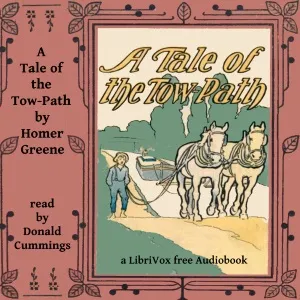 A
Tale of
the
Tow-Path
by
Homer
Greene
read
by
Donald
Cummings
A Tale of
the Tow-Path
a LibriVox free Audiobook